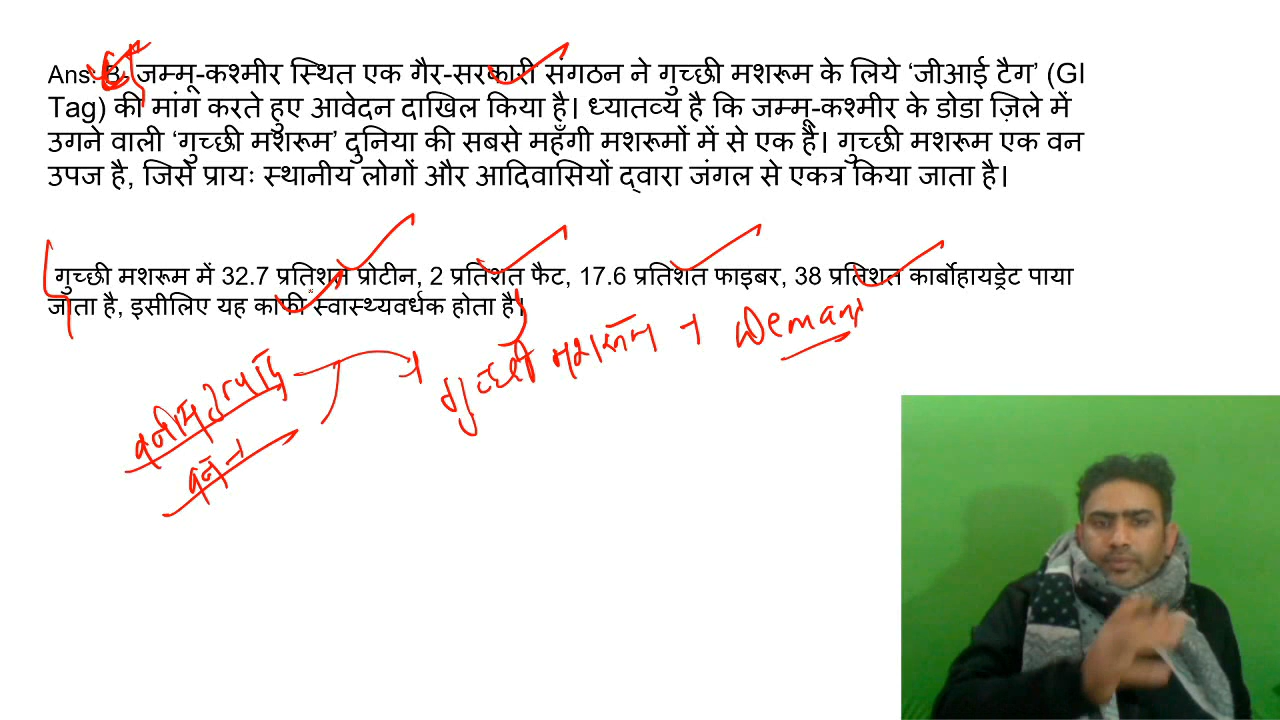 Ans. B- जम्मू-कश्मीर स्थित एक गैर-सरकारी संगठन ने गुच्छी मशरूम के लिये ‘जीआई टैग’ (GI
Tag) की मांग करते हुए आवेदन दाखिल किया है। ध्यातव्य है कि जम्मू-कश्मीर के डोडा ज़िले में
उगने वाली ‘गुच्छी मशरूम’ दुनिया की सबसे महँगी मशरूमों में से एक है। गुच्छी मशरूम एक वन
उपज है, जिसे प्रायः स्थानीय लोगों और आदिवासियों द्वारा जंगल से एकत्र किया जाता है।
गुच्छी मशरूम में 32.7 प्रतिशत प्रोटीन, 2 प्रतिशत फैट, 17.6 प्रतिशत फाइबर, 38 प्रतिशत कार्बोहायड्रेट पाया
जाता है, इसीलिए यह काफी स्वास्थ्यवर्धक होता है।
गुच्छी मशरूम Demand
वन